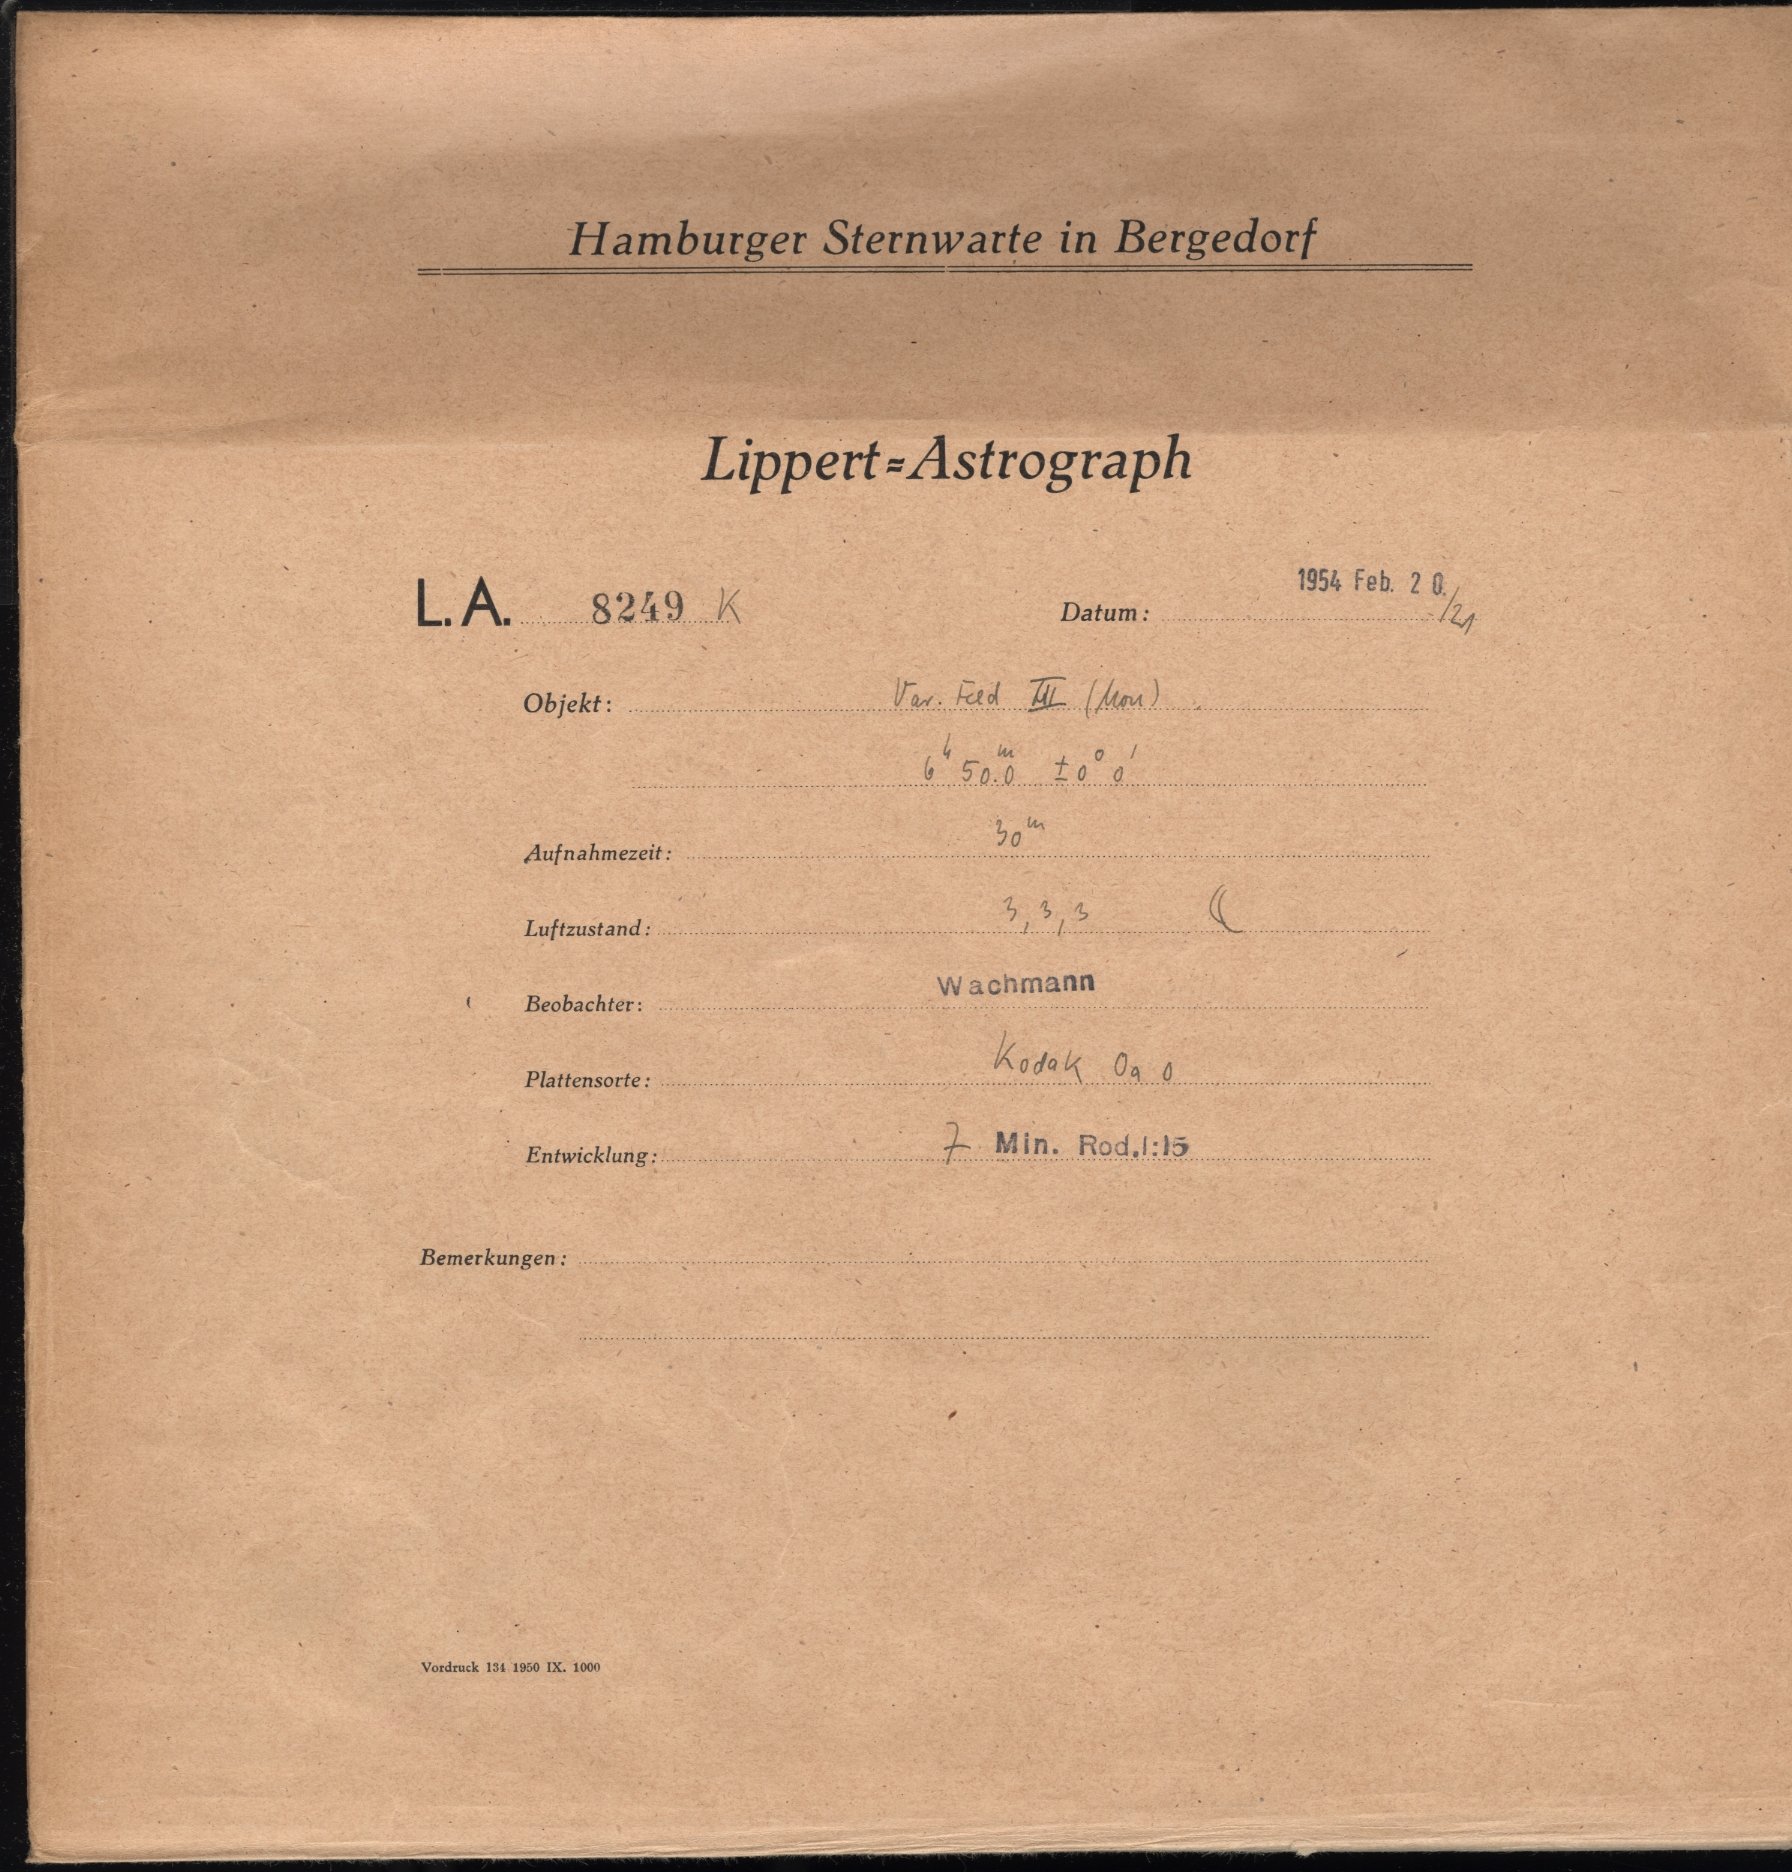 Hamburger Sternwarte in Bergedorf
Lippert=Astrograph
L.A. 8249 K
Datum: 1954 Feb. 20./21
Objekt: Var. Feld III (Mon)
6h 50.0m ±0° 0'
Aufnahmezeit: 30m
Luftzustand: 3, 3, 3 ☾
Beobachter: Wachmann
Plattensorte: Kodak Oa O
Entwicklung: 7 Min. Rod. 1:15
Bemerkungen:
Vordruck 134 1950 IX. 1000